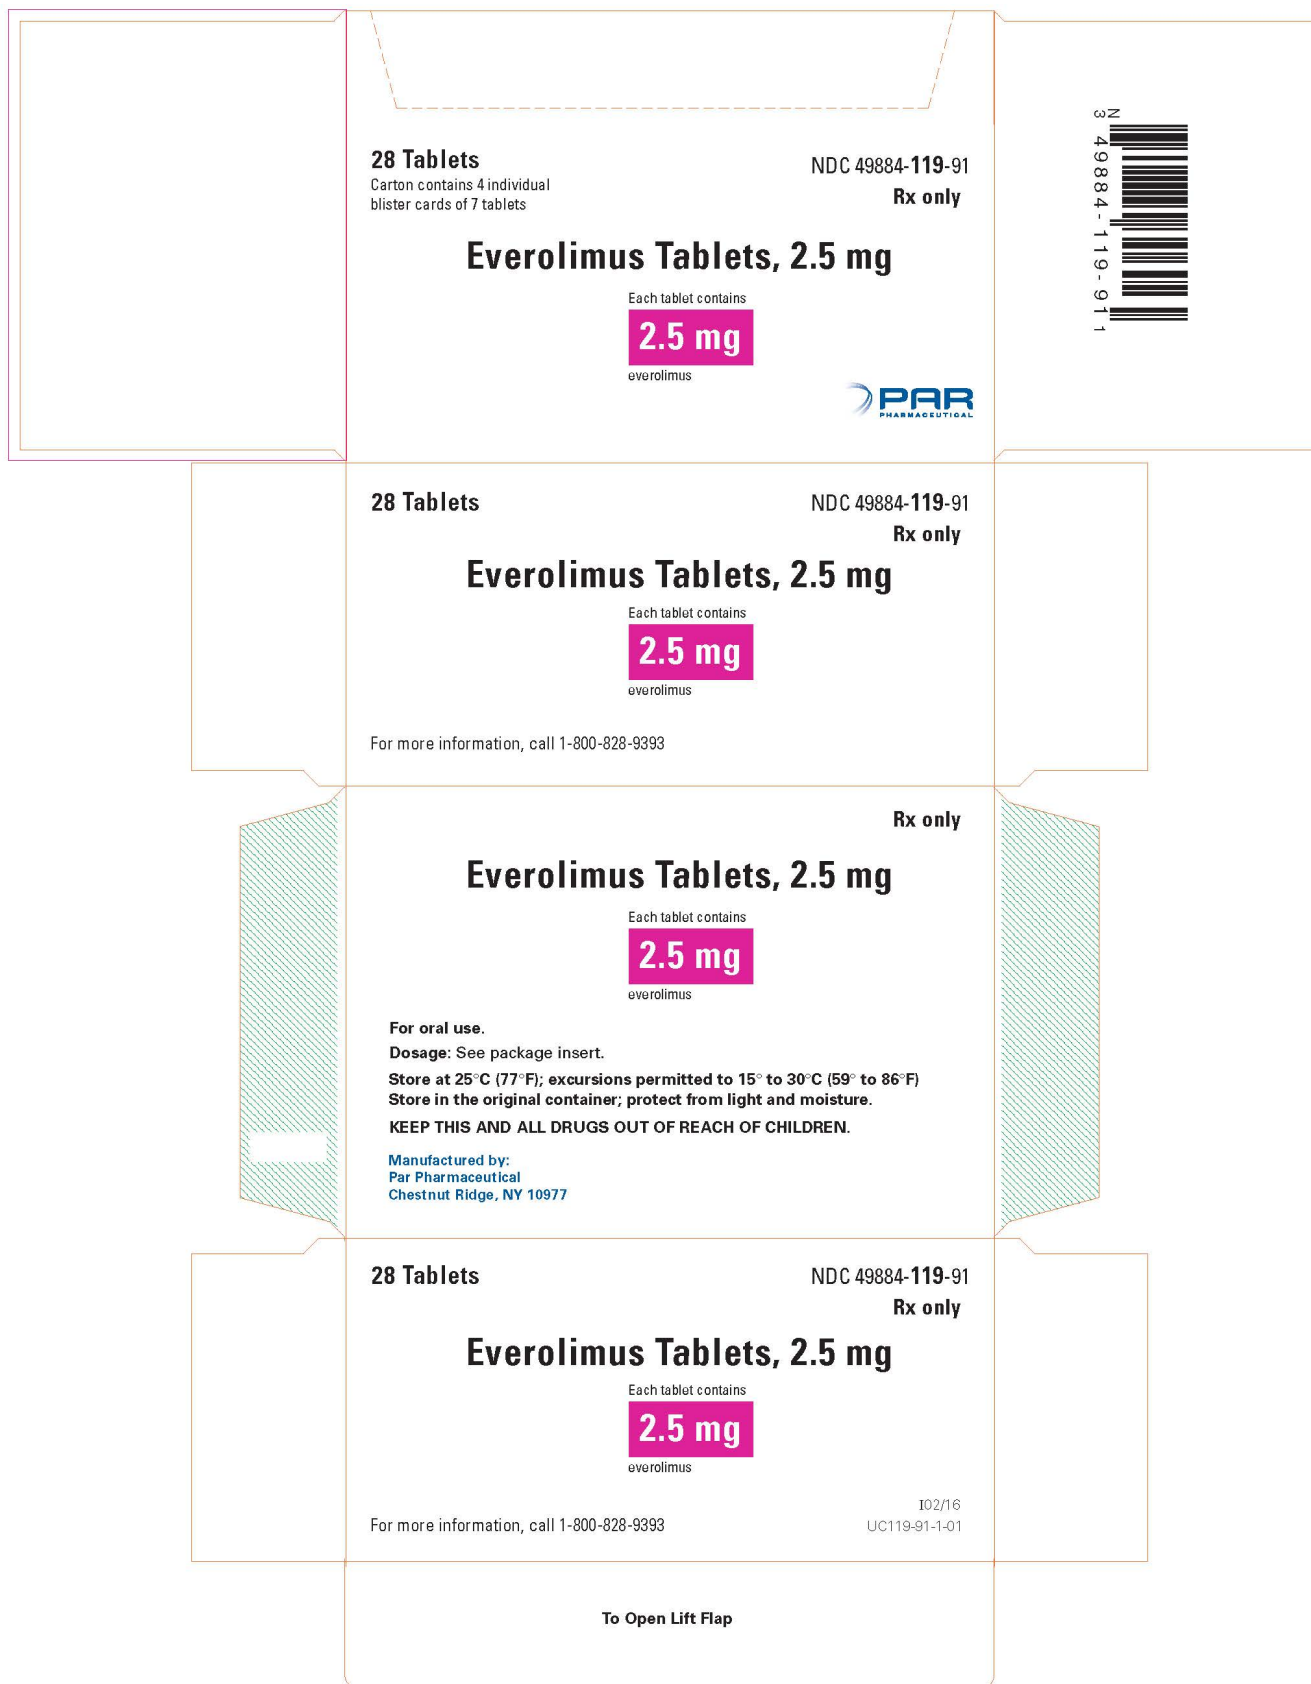 28 Tablets
Carton contains 4 individual
blister cards of 7 tablets
NDC 49884-119-91
Rx only
Everolimus Tablets, 2.5 mg
Each tablet contains
2.5 mg
everolimus
PAR
PHARMACEUTICAL
N
3 49884-119-91 1
28 Tablets
NDC 49884-119-91
Rx only
Everolimus Tablets, 2.5 mg
Each tablet contains
2.5 mg
everolimus
For more information, call 1-800-828-9393
Rx only
Everolimus Tablets, 2.5 mg
Each tablet contains
2.5 mg
everolimus
For oral use.
Dosage: See package insert.
Store at 25°C (77°F); excursions permitted to 15° to 30°C (59° to 86°F)
Store in the original container; protect from light and moisture.
KEEP THIS AND ALL DRUGS OUT OF REACH OF CHILDREN.
Manufactured by:
Par Pharmaceutical
Chestnut Ridge, NY 10977
28 Tablets
NDC 49884-119-91
Rx only
Everolimus Tablets, 2.5 mg
Each tablet contains
2.5 mg
everolimus
For more information, call 1-800-828-9393
I02/16
UC119-91-1-01
To Open Lift Flap